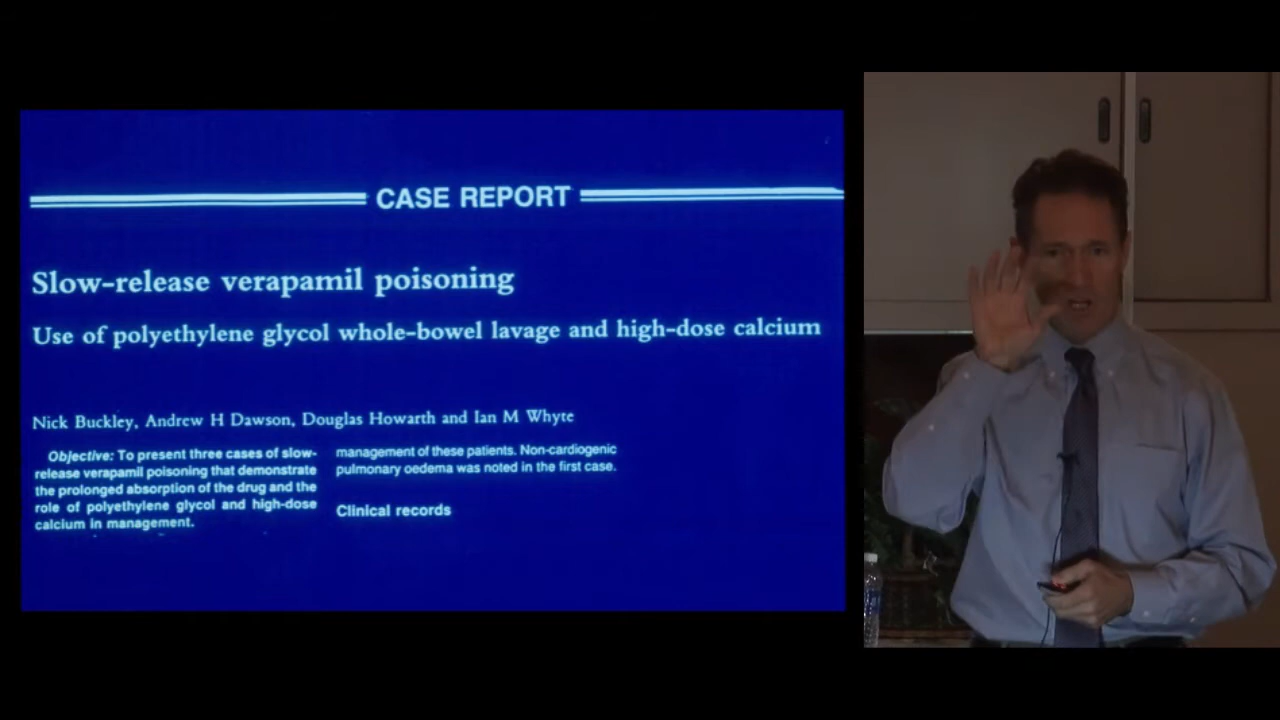 CASE REPORT
Slow-release verapamil poisoning
Use of polyethylene glycol whole-bowel lavage and high-dose calcium
Nick Buckley, Andrew H Dawson, Douglas Howarth and Ian M Whyte
Objective: To present three cases of slow-
release verapamil poisoning that demonstrate
the prolonged absorption of the drug and the
role of polyethylene glycol and high-dose
calcium in management.
management of these patients. Non-cardiogenic
pulmonary oedema was noted in the first case.
Clinical records